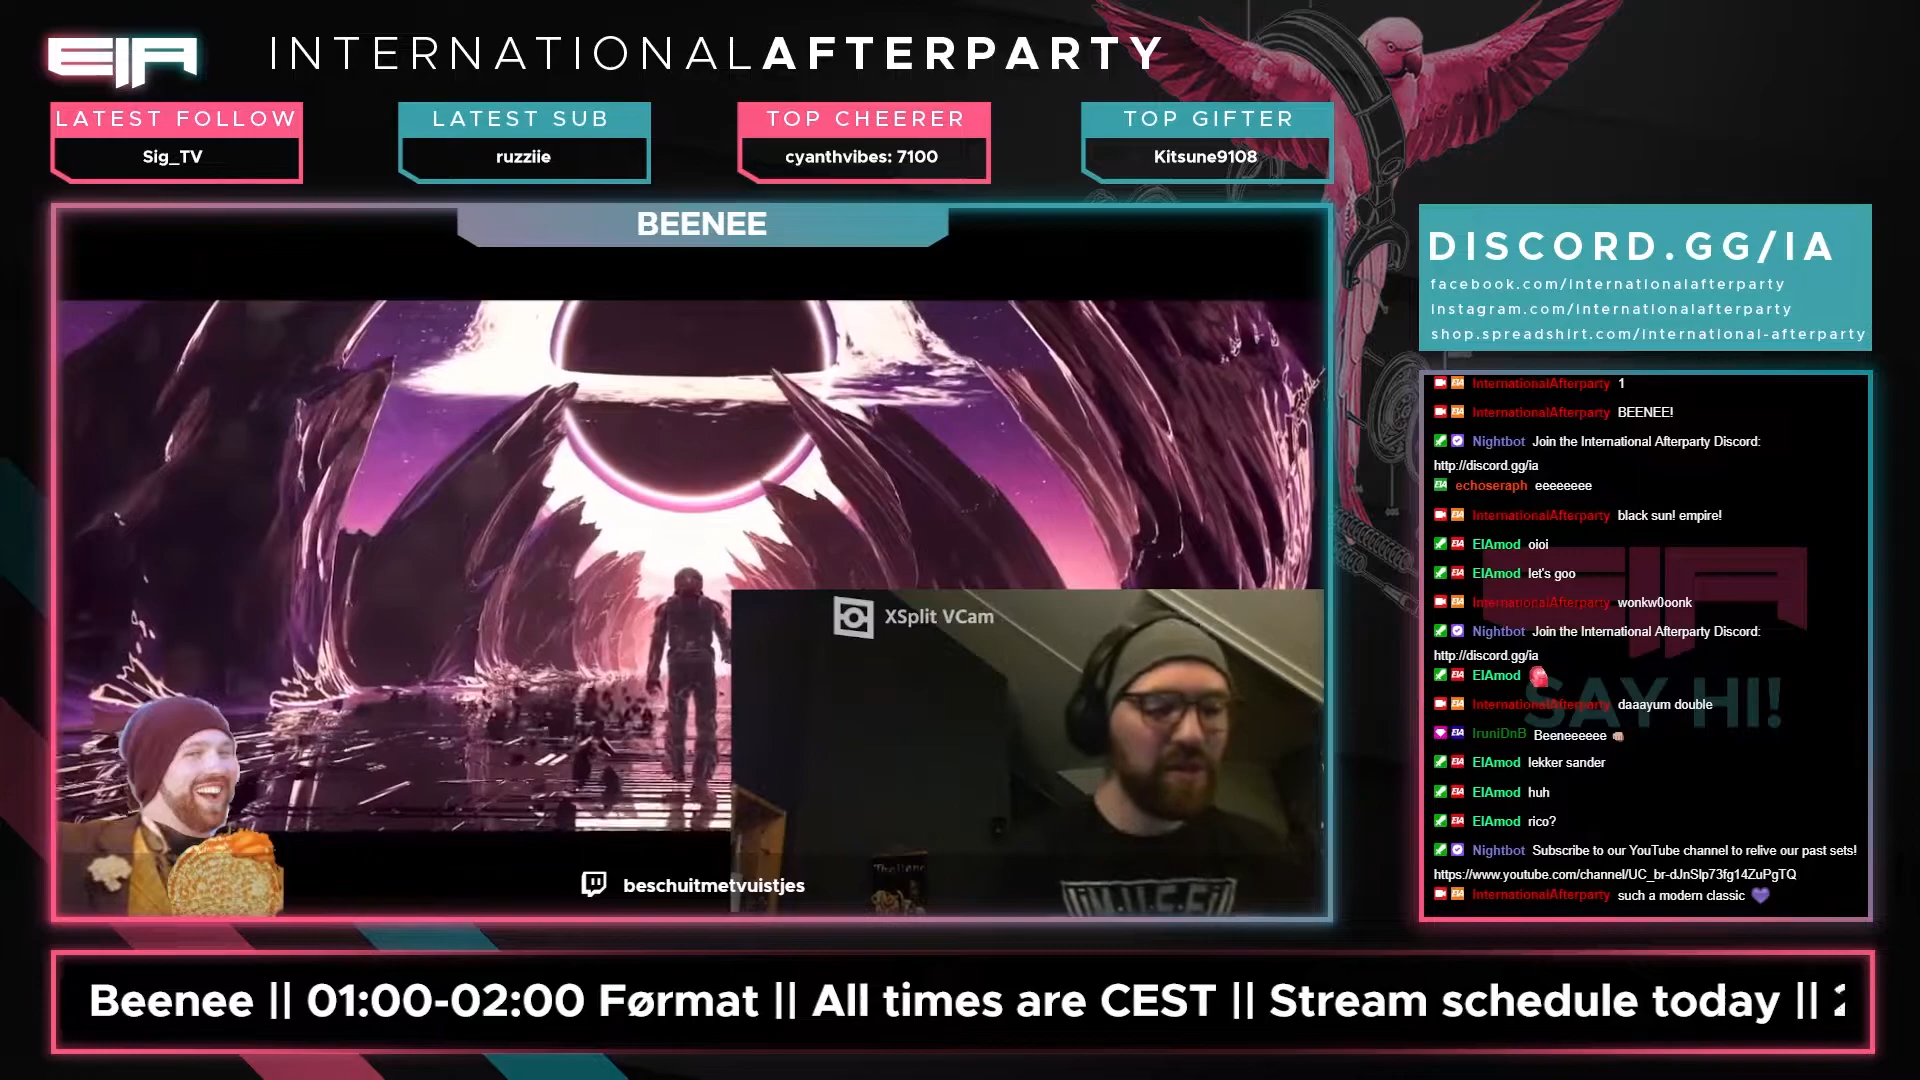 EIA
INTERNATIONALAFTERPARTY
LATEST FOLLOW
Sig_TV
LATEST SUB
ruzziie
TOP CHEERER
cyanthvibes: 7100
TOP GIFTER
Kitsune9108
BEENEE
XSplit VCam
beschuitmetvuistjes
DISCORD.GG/IA
facebook.com/internationalafterparty
instagram.com/internationalafterparty
shop.spreadshirt.com/international-afterparty
InternationalAfterparty 1
InternationalAfterparty BEENEE!
Nightbot Join the International Afterparty Discord:
http://discord.gg/ia
echoseraph eeeeeeee
InternationalAfterparty black sun! empire!
EIAmod oioi
EIAmod let's goo
InternationalAfterparty wonkw0onk
Nightbot Join the International Afterparty Discord:
http://discord.gg/ia
EIAmod
InternationalAfterparty daaayum double
IruniDnB Beeneeeeee
EIAmod lekker sander
EIAmod huh
EIAmod rico?
Nightbot Subscribe to our YouTube channel to relive our past sets!
https://www.youtube.com/channel/UC_br-dJnSlp73fg14ZuPgTQ
InternationalAfterparty such a modern classic
SAY HI!
Beenee || 01:00-02:00 Førmat || All times are CEST || Stream schedule today ||